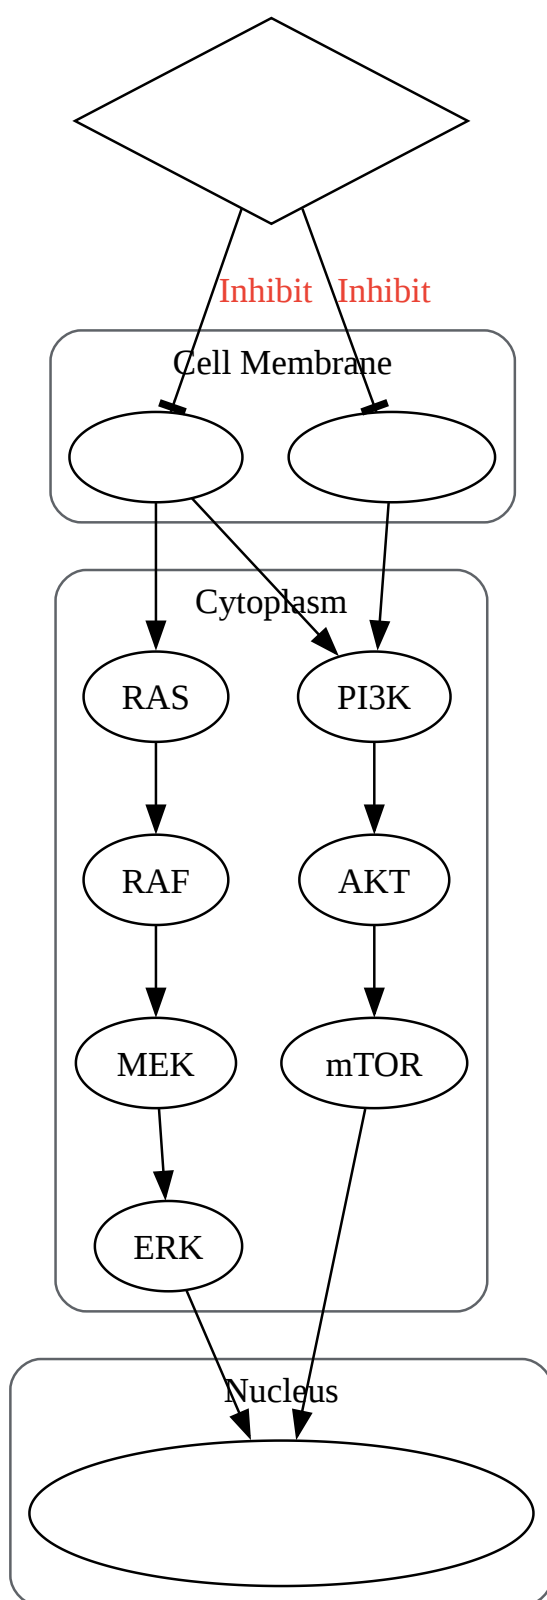 Inhibit Inhibit
Cell Membrane
Cytoplasm
RAS PI3K
RAF AKT
MEK mTOR
ERK
Nucleus